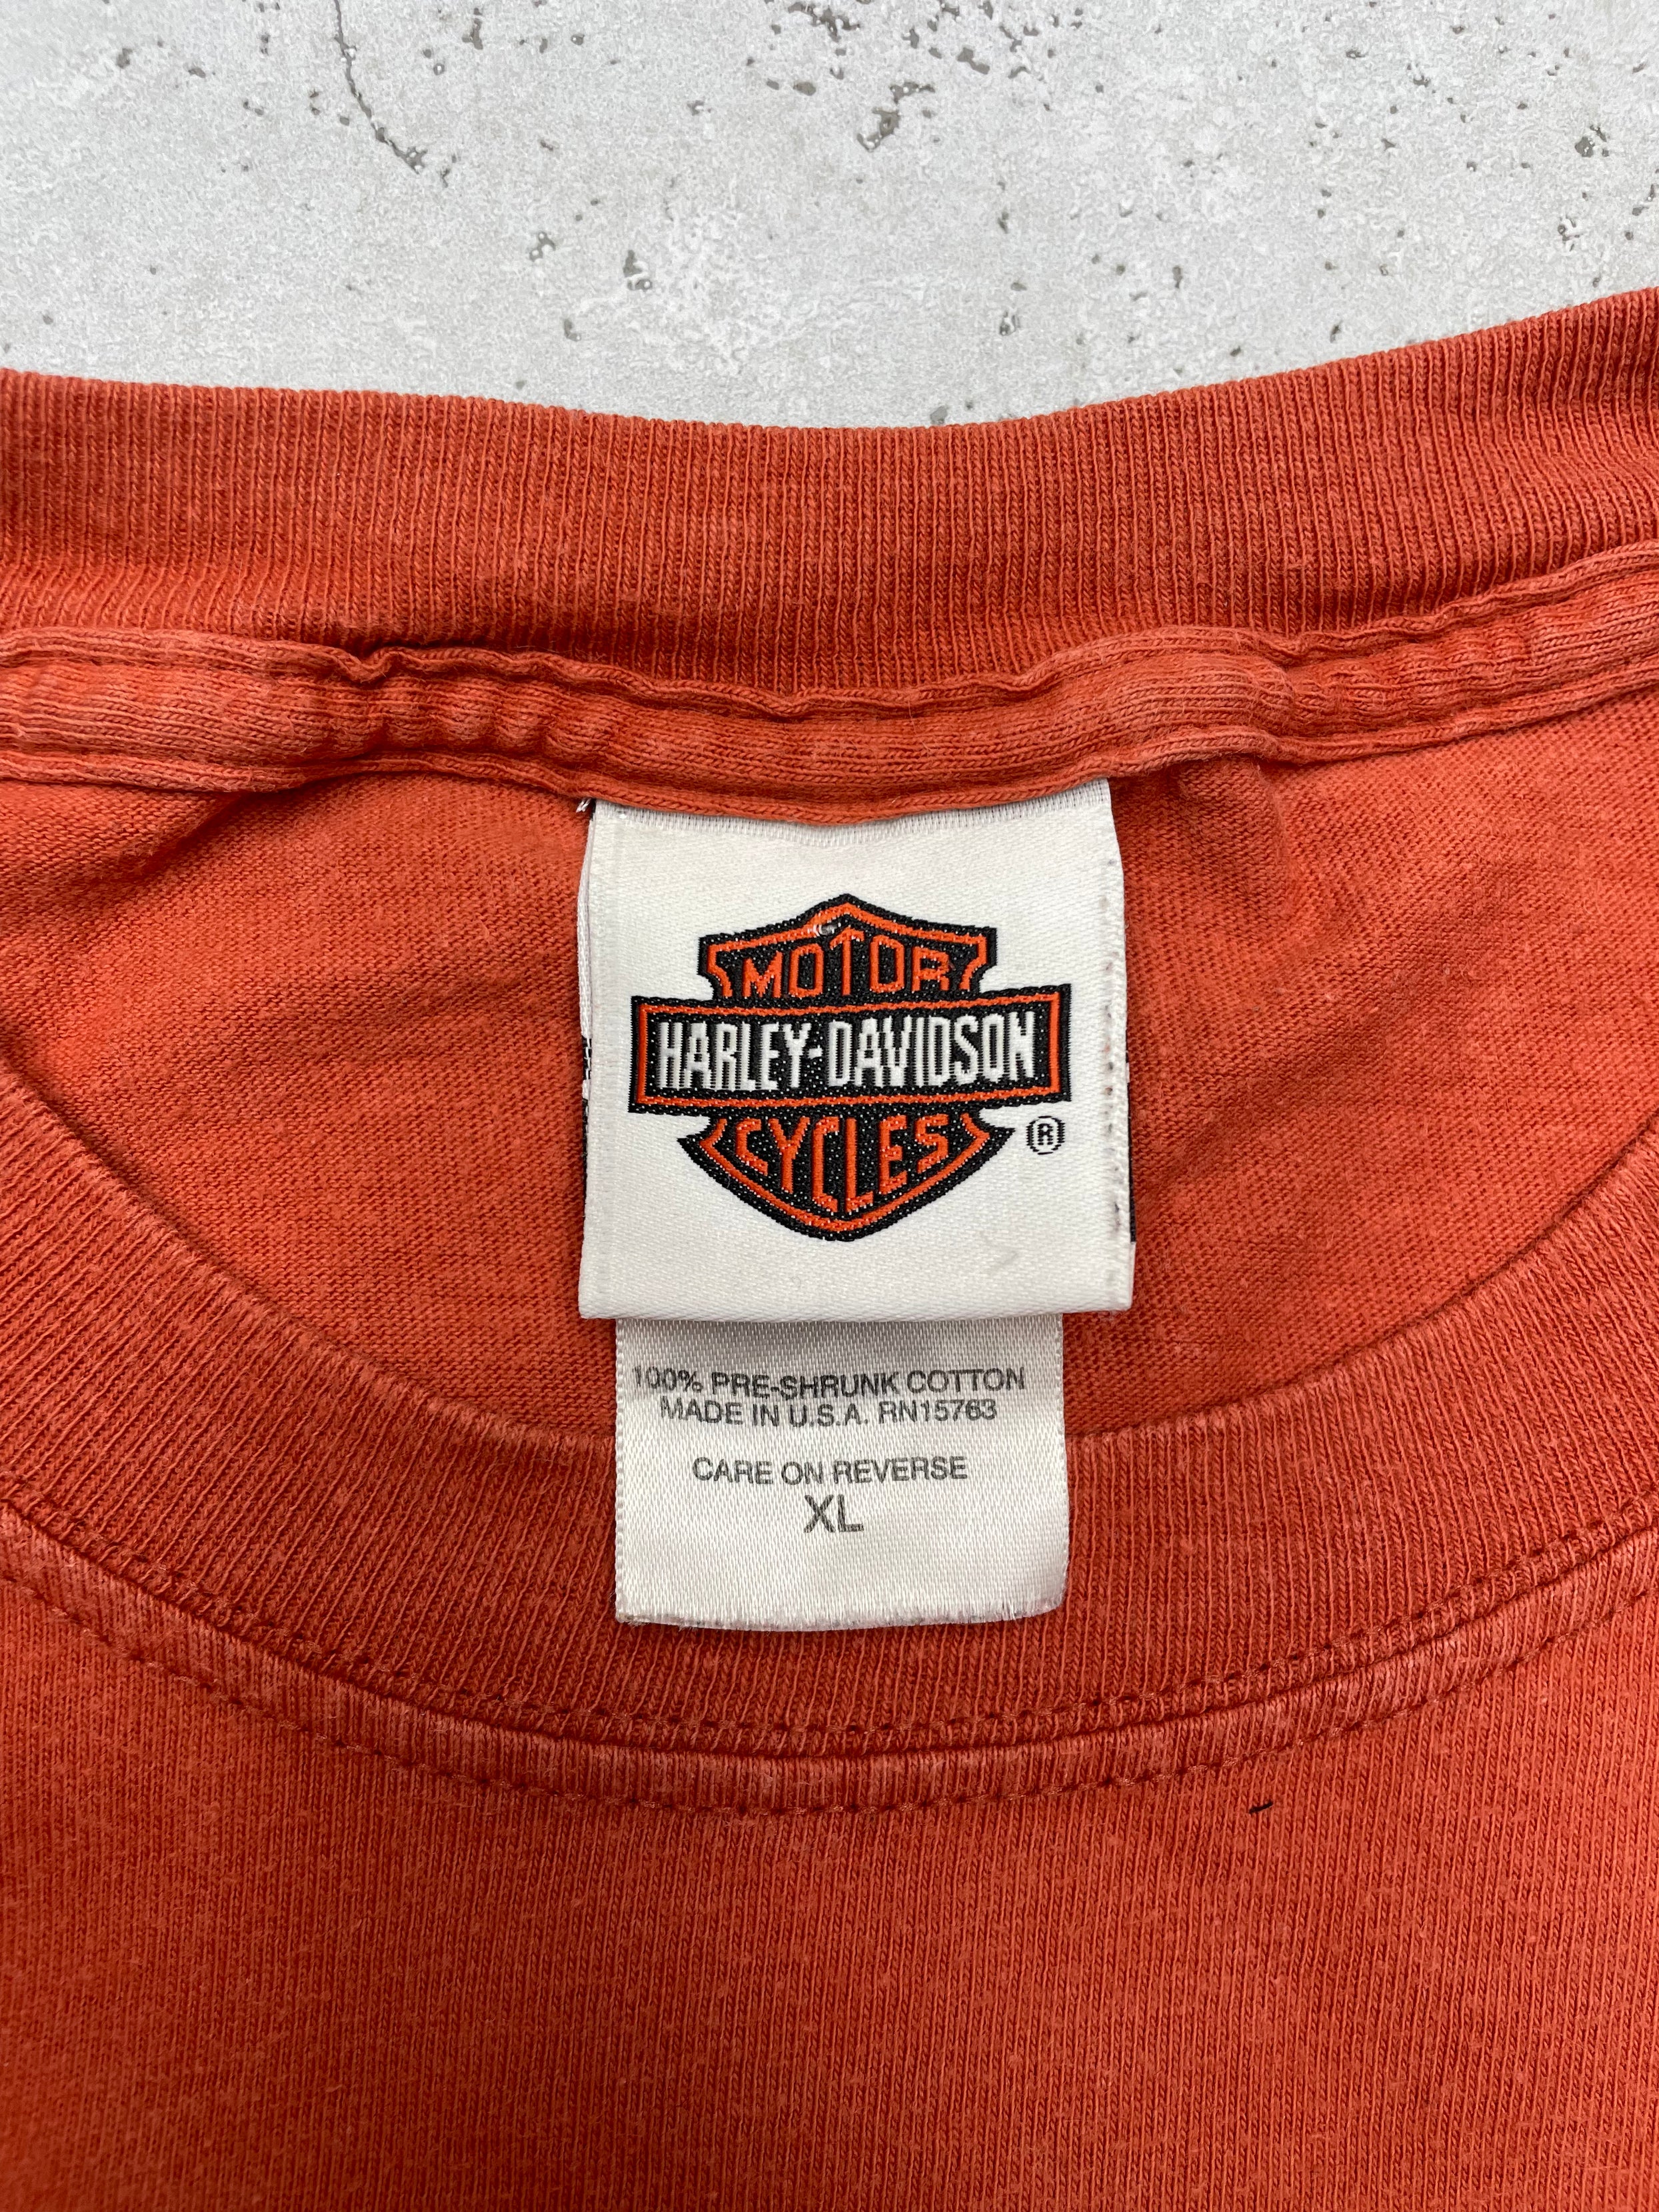 MOTOR
HARLEY-DAVIDSON
CYCLES
®
100% PRE-SHRUNK COTTON
MADE IN U.S.A. RN15763
CARE ON REVERSE
XL